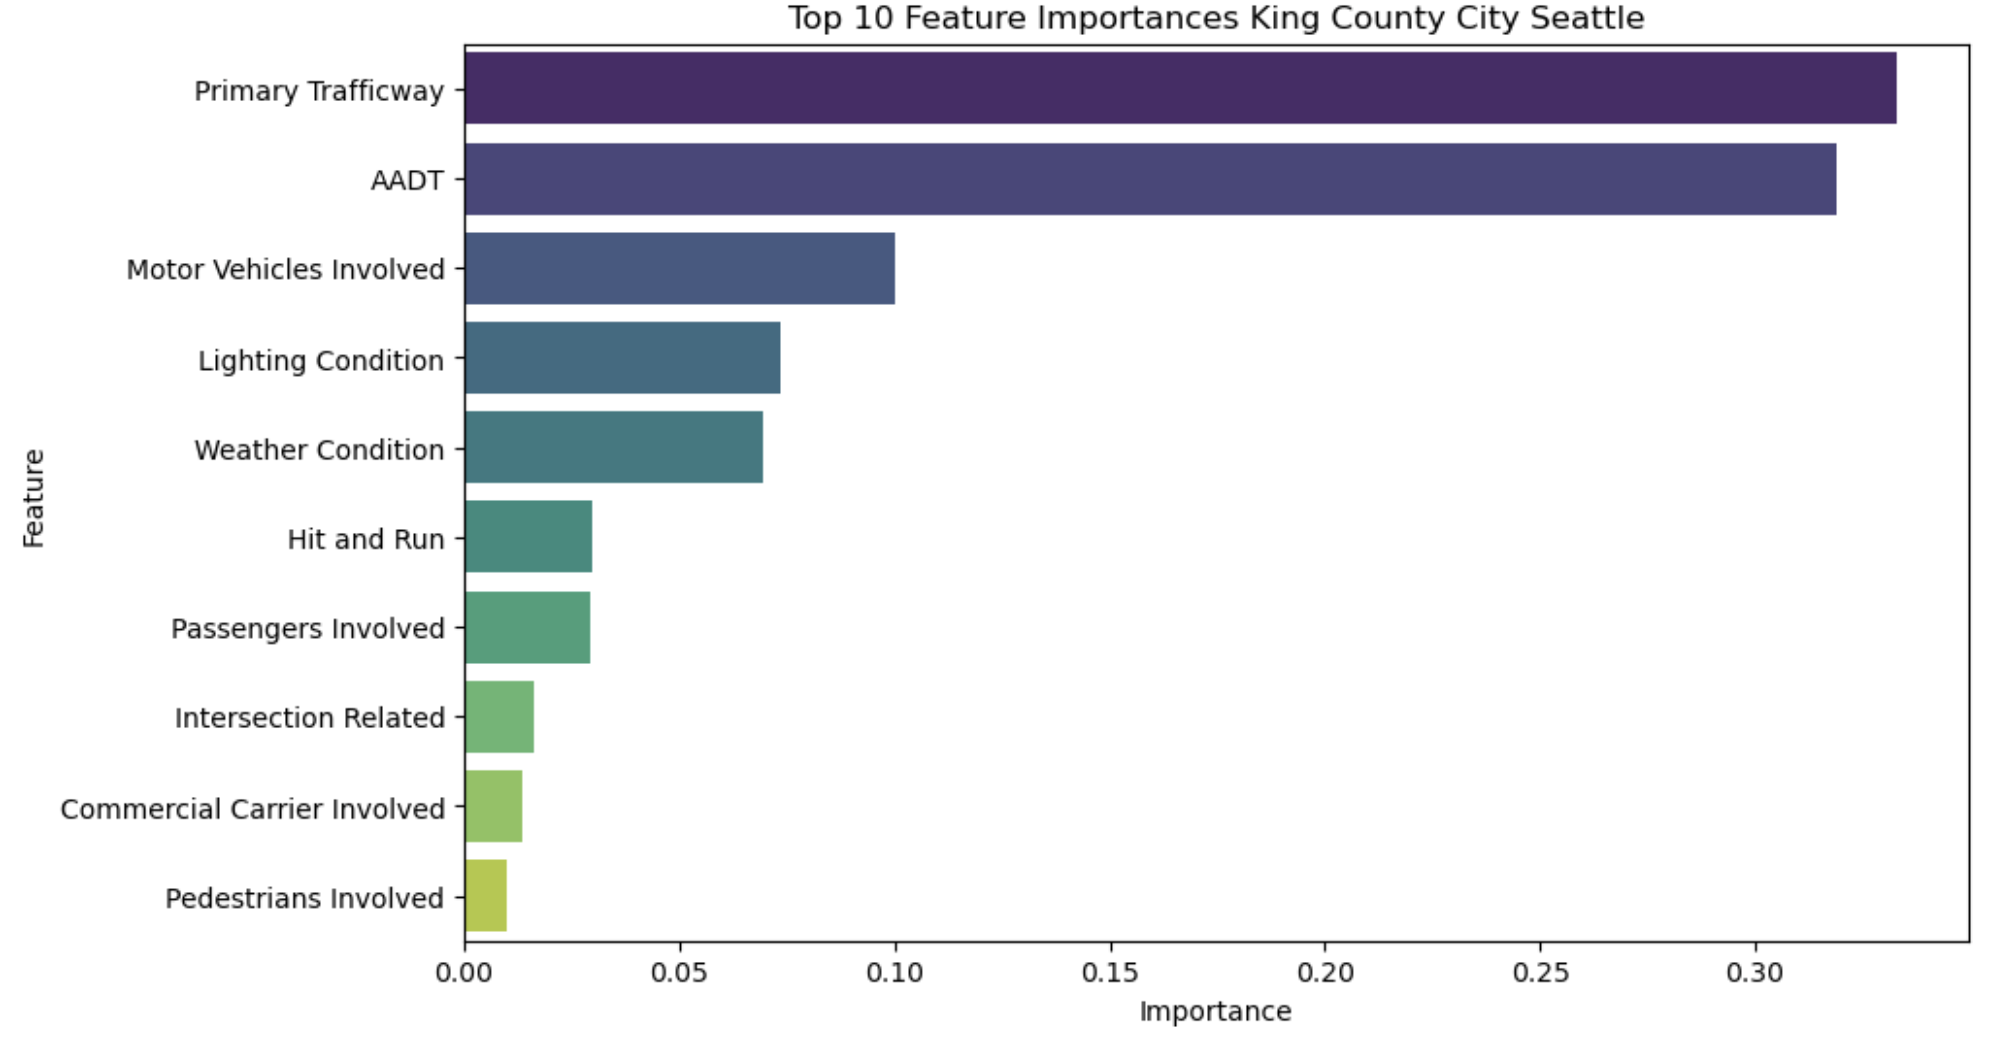 Top 10 Feature Importances King County City Seattle
Feature
Primary Trafficway
AADT
Motor Vehicles Involved
Lighting Condition
Weather Condition
Hit and Run
Passengers Involved
Intersection Related
Commercial Carrier Involved
Pedestrians Involved
0.00 0.05 0.10 0.15 0.20 0.25 0.30
Importance